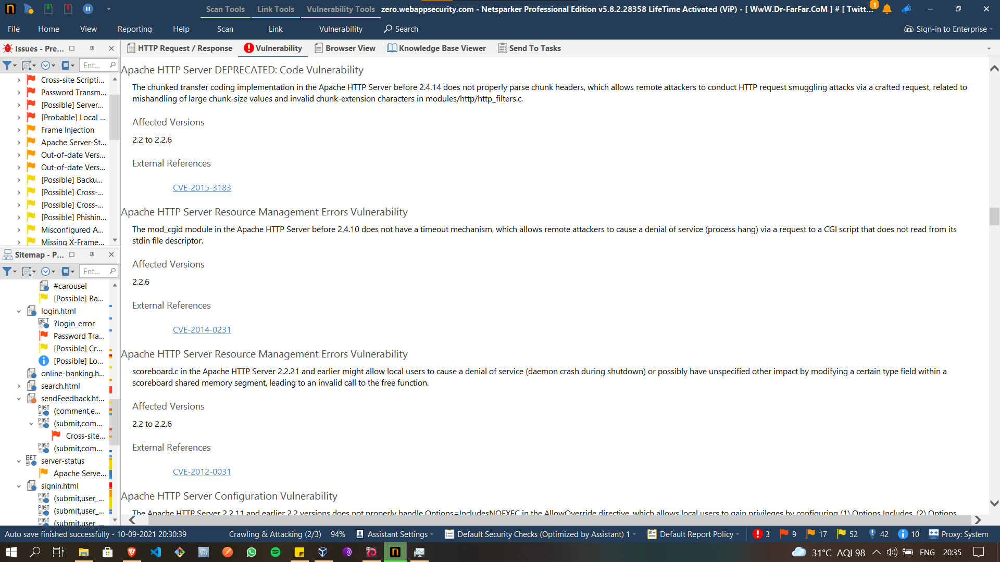 Scan Tools
Link Tools
Vulnerability Tools
zero.webappsecurity.com - Netsparker Professional Edition v5.8.2.28358 LifeTime Activated (ViP) - [ WwW.Dr-FarFar.CoM ] # [ Twitt...
1
File
Home
View
Reporting
Help
Scan
Link
Vulnerability
Search
Sign-in to Enterprise
Issues - Pre...
HTTP Request / Response
Vulnerability
Browser View
Knowledge Base Viewer
Send To Tasks
Ent...
Cross-site Scripti...
Password Transm...
[Possible] Server...
[Probable] Local ...
Frame Injection
Apache Server-St...
Out-of-date Vers...
Out-of-date Vers...
[Possible] Backu...
[Possible] Cross-...
[Possible] Cross-...
[Possible] Phishin...
Misconfigured A...
Missing X-Frame...
Sitemap - P...
Ent...
#carousel
[Possible] Ba...
login.html
GET ?login_error
Password Tra...
[Possible] Cr...
[Possible] Lo...
online-banking.h...
search.html
sendFeedback.ht...
POST (comment,e...
POST (submit,com...
Cross-site...
POST (submit,com...
GET server-status
Apache Serve...
signin.html
POST (submit,user_...
POST (submit,user_...
POST (submit,user_...
Apache HTTP Server DEPRECATED: Code Vulnerability
The chunked transfer coding implementation in the Apache HTTP Server before 2.4.14 does not properly parse chunk headers, which allows remote attackers to conduct HTTP request smuggling attacks via a crafted request, related to
mishandling of large chunk-size values and invalid chunk-extension characters in modules/http/http_filters.c.
Affected Versions
2.2 to 2.2.6
External References
CVE-2015-3183
Apache HTTP Server Resource Management Errors Vulnerability
The mod_cgid module in the Apache HTTP Server before 2.4.10 does not have a timeout mechanism, which allows remote attackers to cause a denial of service (process hang) via a request to a CGI script that does not read from its
stdin file descriptor.
Affected Versions
2.2.6
External References
CVE-2014-0231
Apache HTTP Server Resource Management Errors Vulnerability
scoreboard.c in the Apache HTTP Server 2.2.21 and earlier might allow local users to cause a denial of service (daemon crash during shutdown) or possibly have unspecified other impact by modifying a certain type field within a
scoreboard shared memory segment, leading to an invalid call to the free function.
Affected Versions
2.2 to 2.2.6
External References
CVE-2012-0031
Apache HTTP Server Configuration Vulnerability
The Apache HTTP Server 2.2.11 and earlier 2.2 versions does not properly handle Options=IncludesNOEXEC in the AllowOverride directive, which allows local users to gain privileges by configuring (1) Options Includes, (2) Options
Auto save finished successfully - 10-09-2021 20:30:39
Crawling & Attacking (2/3)
94%
Assistant Settings
Default Security Checks (Optimized by Assistant) 1
Default Report Policy
3
9
17
52
42
10
Proxy: System
31°C AQI 98
ENG
20:35